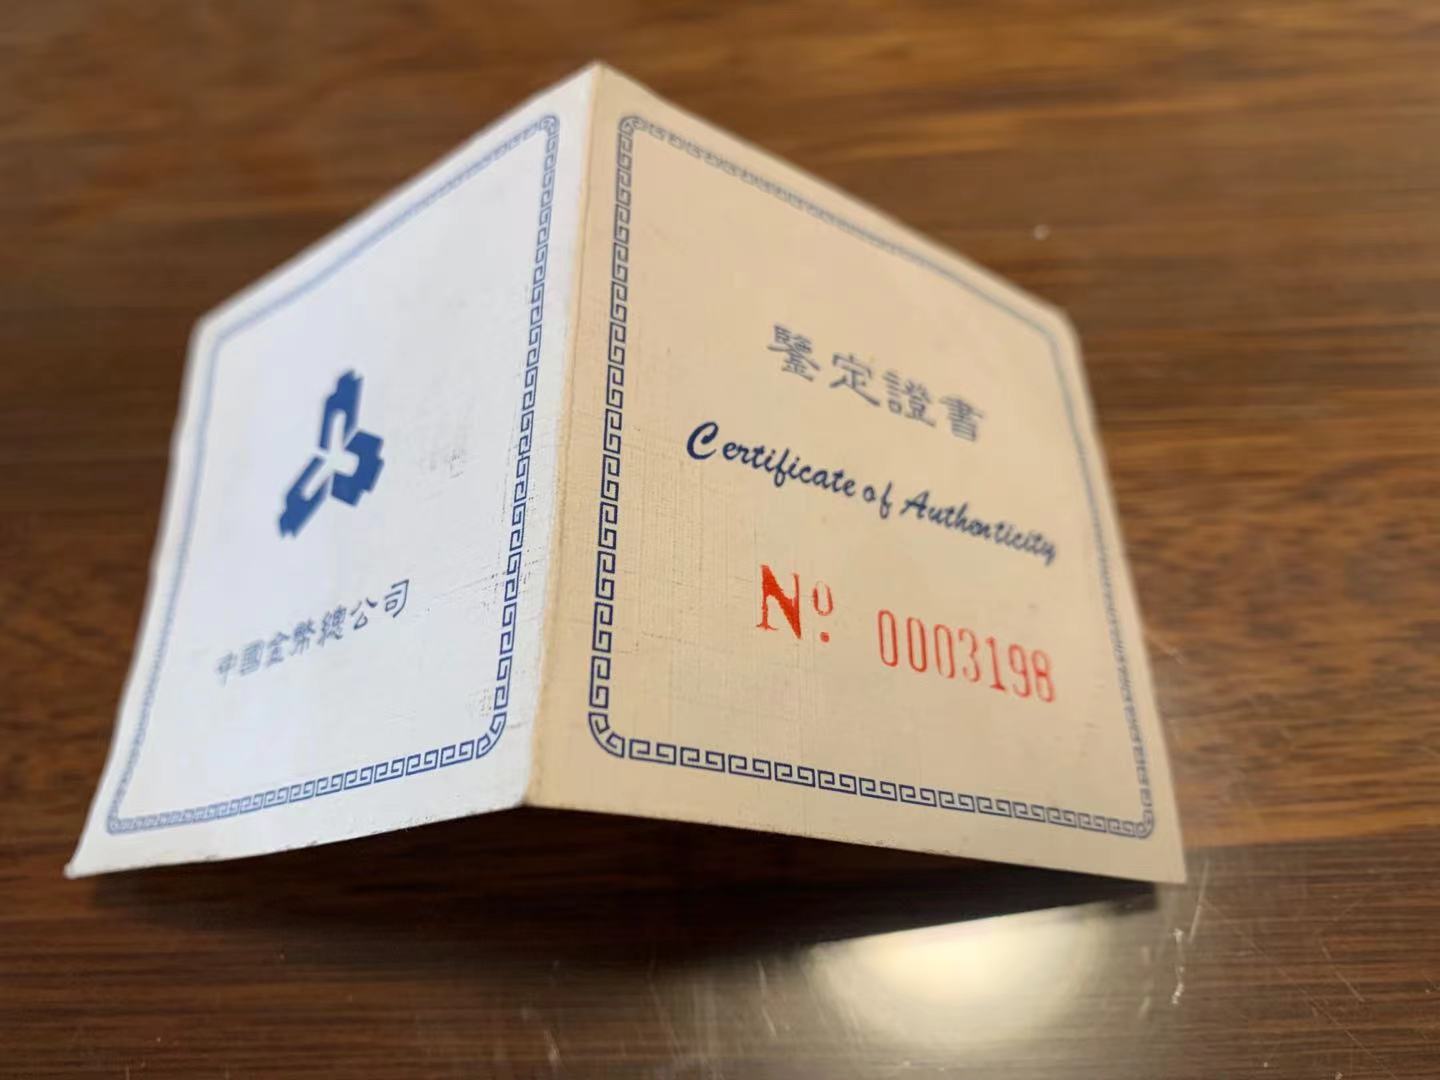 中國金幣總公司
鑒定證書
Certificate of Authenticity
Nº. 0003198